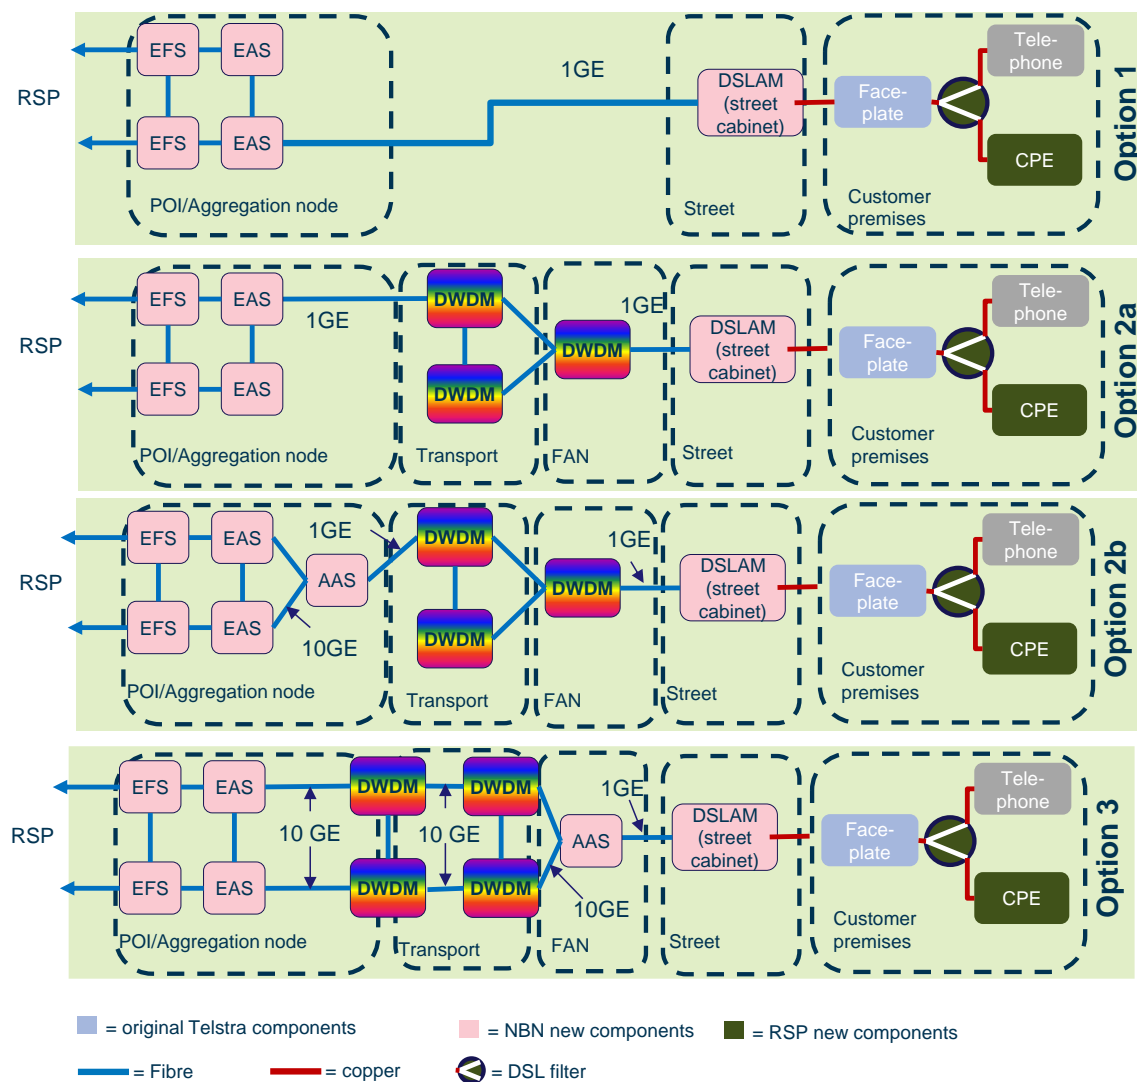 EFS
EAS
Tele-
phone
RSP
1GE
DSLAM
(street
cabinet)
Face-
plate
EFS
EAS
CPE
POI/Aggregation node
Street
Customer
premises
Option 1
EFS
EAS
1GE
DWDM
1GE
DSLAM
(street
cabinet)
Tele-
phone
RSP
DWDM
Face-
plate
EFS
EAS
DWDM
CPE
POI/Aggregation node
Transport
FAN
Street
Customer
premises
Option 2a
EFS
EAS
1GE
DWDM
1GE
Tele-
phone
RSP
AAS
DWDM
DSLAM
(street
cabinet)
Face-
plate
EFS
EAS
10GE
DWDM
CPE
POI/Aggregation node
Transport
FAN
Street
Customer
premises
Option 2b
EFS
EAS
DWDM
DWDM
1GE
Tele-
phone
RSP
10 GE
10 GE
AAS
DSLAM
(street
cabinet)
Face-
plate
EFS
EAS
DWDM
DWDM
10GE
CPE
POI/Aggregation node
Transport
FAN
Street
Customer
premises
Option 3
= original Telstra components
= NBN new components
= RSP new components
= Fibre
= copper
= DSL filter